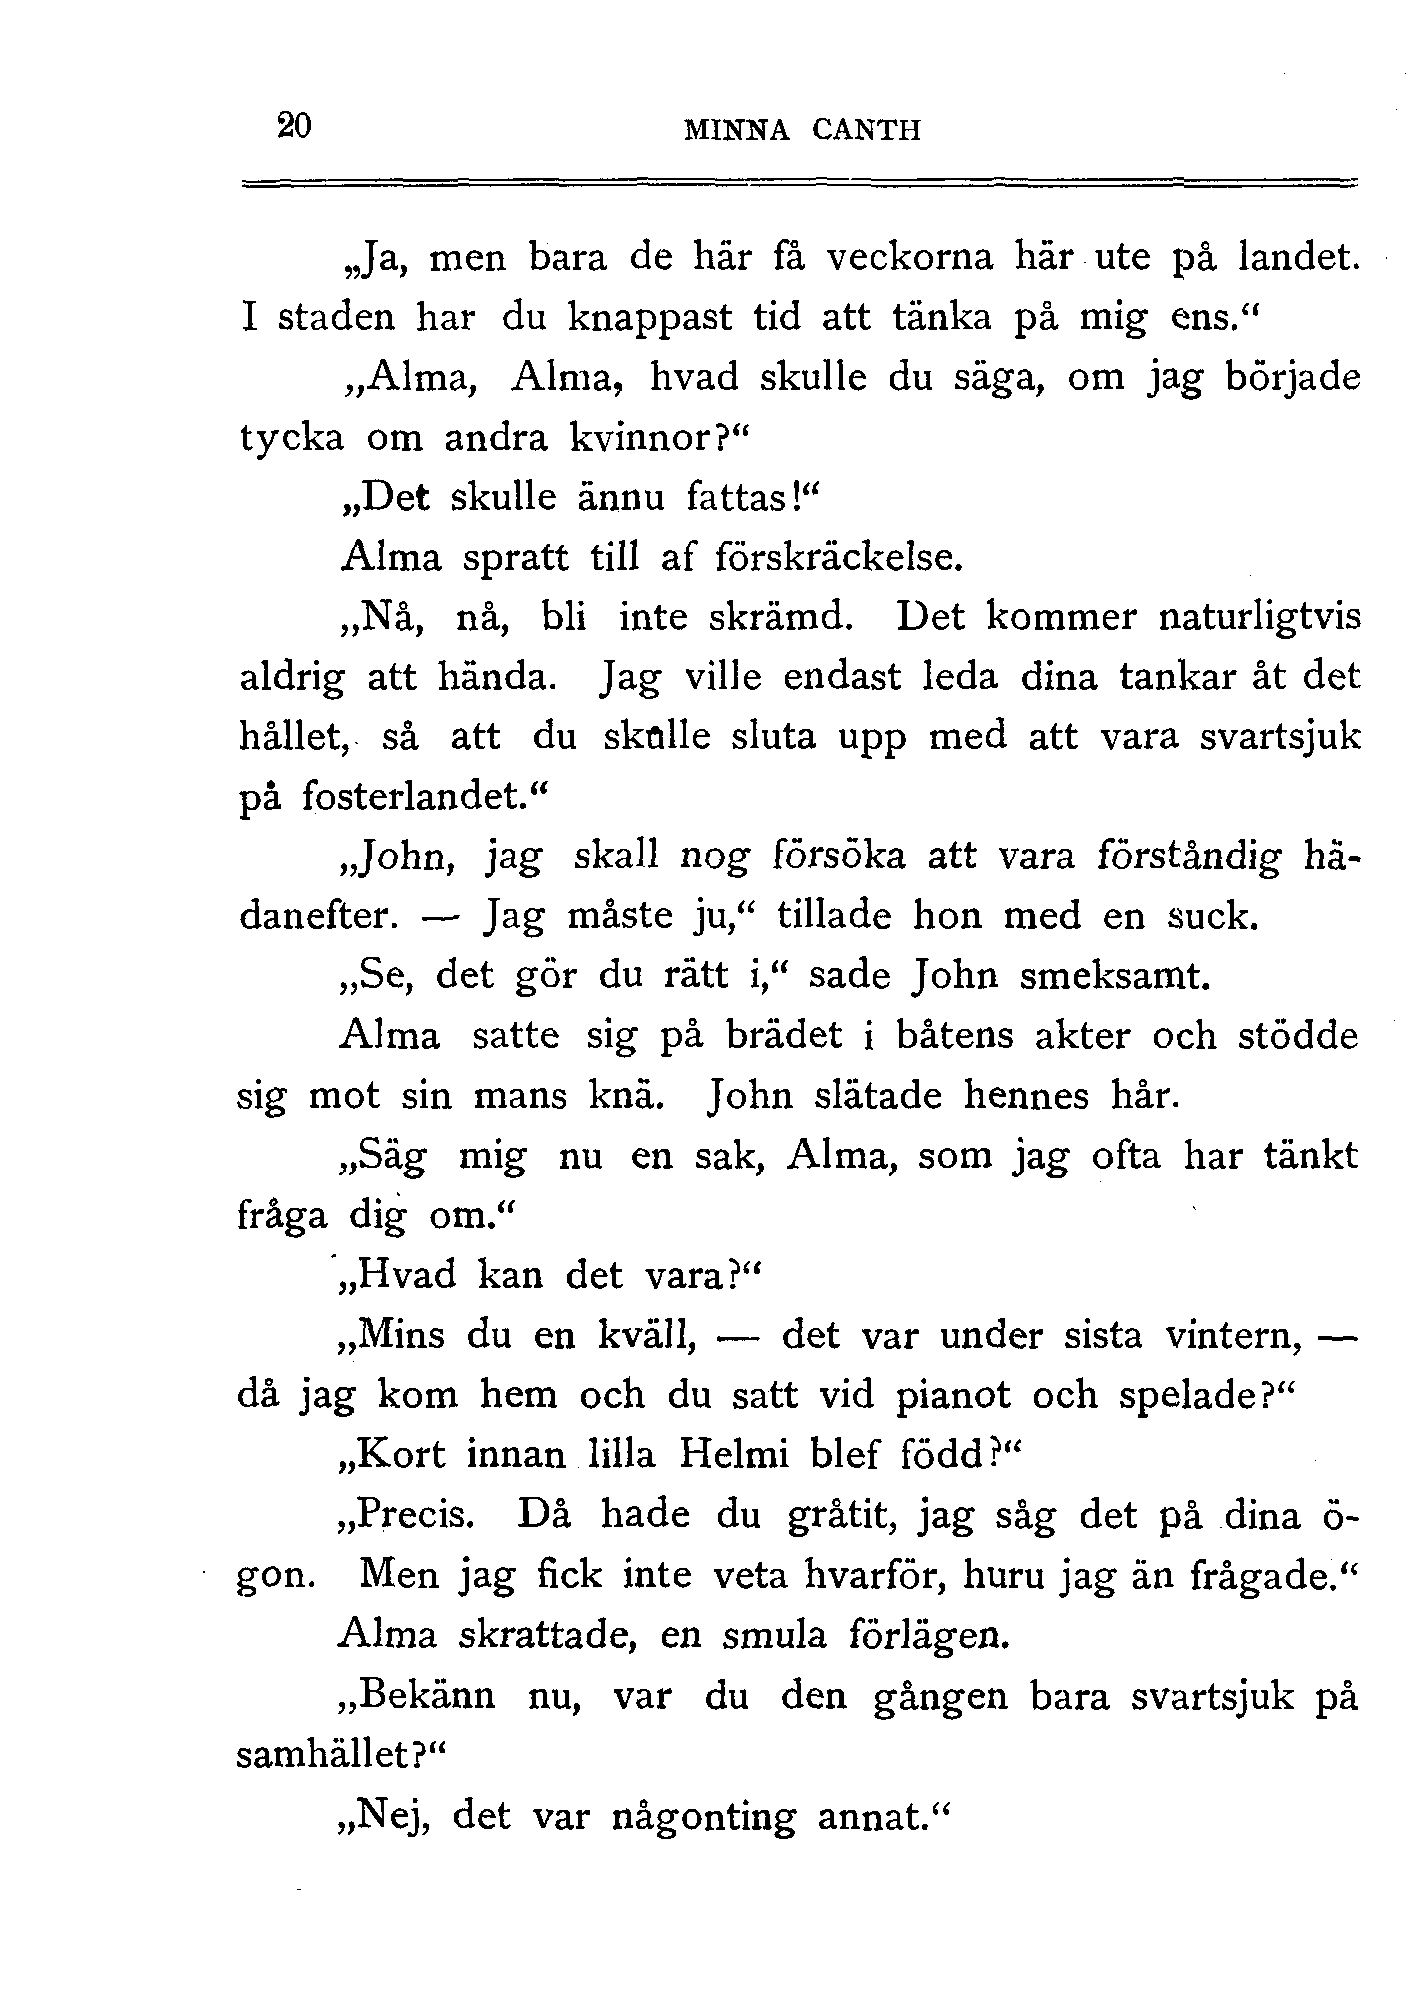 20 MINNA CANTH
„Ja, men bara de här få veckorna här ute på landet.
I staden har du knappast tid att tänka på mig ens.“
„Alma, Alma, hvad skulle du säga, om jag började
tycka om andra kvinnor?“
„Det skulle ännu fattas!“
Alma spratt till af förskräckelse.
„Nå, nå, bli inte skrämd. Det kommer naturligtvis
aldrig att hända. Jag ville endast leda dina tankar åt det
hållet, så att du skulle sluta upp med att vara svartsjuk
på fosterlandet.“
„John, jag skall nog försöka att vara förståndig hä-
danefter. — Jag måste ju,“ tillade hon med en suck.
„Se, det gör du rätt i,“ sade John smeksamt.
Alma satte sig på brädet i båtens akter och stödde
sig mot sin mans knä. John slätade hennes hår.
„Säg mig nu en sak, Alma, som jag ofta har tänkt
fråga dig om.“
„Hvad kan det vara?“
„Mins du en kväll, — det var under sista vintern, —
då jag kom hem och du satt vid pianot och spelade?“
„Kort innan lilla Helmi blef född?“
„Precis. Då hade du gråtit, jag såg det på dina ö-
gon. Men jag fick inte veta hvarför, huru jag än frågade.“
Alma skrattade, en smula förlägen.
„Bekänn nu, var du den gången bara svartsjuk på
samhället?“
„Nej, det var någonting annat.“